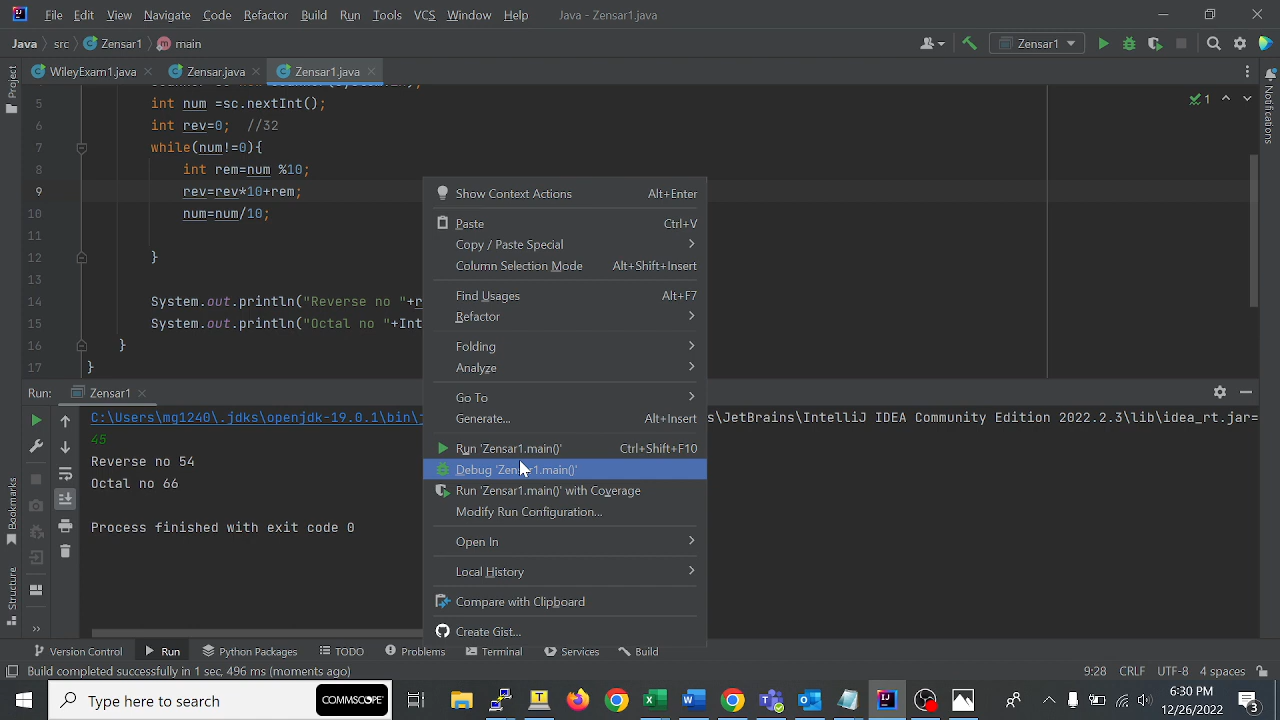 File Edit View Navigate Code Refactor Build Run Tools VCS Window Help Java - Zensar1.java
Java src Zensar1 main Zensar1
Project WileyExam1.java Zensar.java Zensar1.java Notifications
5 int num =sc.nextInt(); 1
6 int rev=0; //32
7 while(num!=0){
8 int rem=num %10;
9 rev=rev*10+rem;
10 num=num/10;
11
12 }
13
14 System.out.println("Reverse no "+r
15 System.out.println("Octal no "+Int
16 }
17 }
Show Context Actions Alt+Enter
Paste Ctrl+V
Copy / Paste Special
Column Selection Mode Alt+Shift+Insert
Find Usages Alt+F7
Refactor
Folding
Analyze
Go To
Generate... Alt+Insert
Run 'Zensar1.main()' Ctrl+Shift+F10
Debug 'Zensar1.main()'
Run 'Zensar1.main()' with Coverage
Modify Run Configuration...
Open In
Local History
Compare with Clipboard
Create Gist...
Run: Zensar1
C:\Users\mg1240\.jdks\openjdk-19.0.1\bin\j s\JetBrains\IntelliJ IDEA Community Edition 2022.2.3\lib\idea_rt.jar=
45
Reverse no 54
Octal no 66
Process finished with exit code 0
Bookmarks
Structure
Version Control Run Python Packages TODO Problems Terminal Services Build
Build completed successfully in 1 sec, 496 ms (moments ago) 9:28 CRLF UTF-8 4 spaces
Type here to search COMMSCOPE 6:30 PM
12/26/2022 3